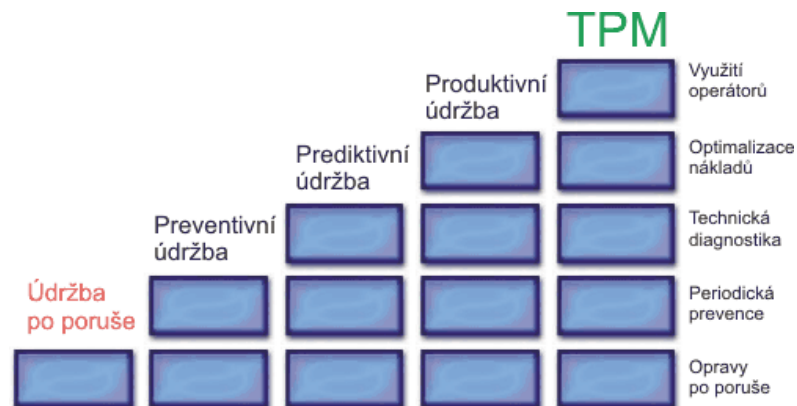 TPM
Využití
operátorů
Produktivní
údržba
Optimalizace
nákladů
Prediktivní
údržba
Technická
diagnostika
Preventivní
údržba
Periodická
prevence
Údržba
po poruše
Opravy
po poruše